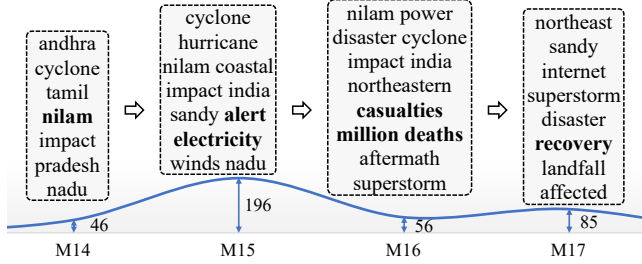 andhra
cyclone
tamil
nilam
impact
pradesh
nadu
cyclone
hurricane
nilam coastal
impact india
sandy alert
electricity
winds nadu
nilam power
disaster cyclone
impact india
northeastern
casualties
million deaths
aftermath
superstorm
northeast
sandy
internet
superstorm
disaster
recovery
landfall
affected
46
196
56
85
M14
M15
M16
M17